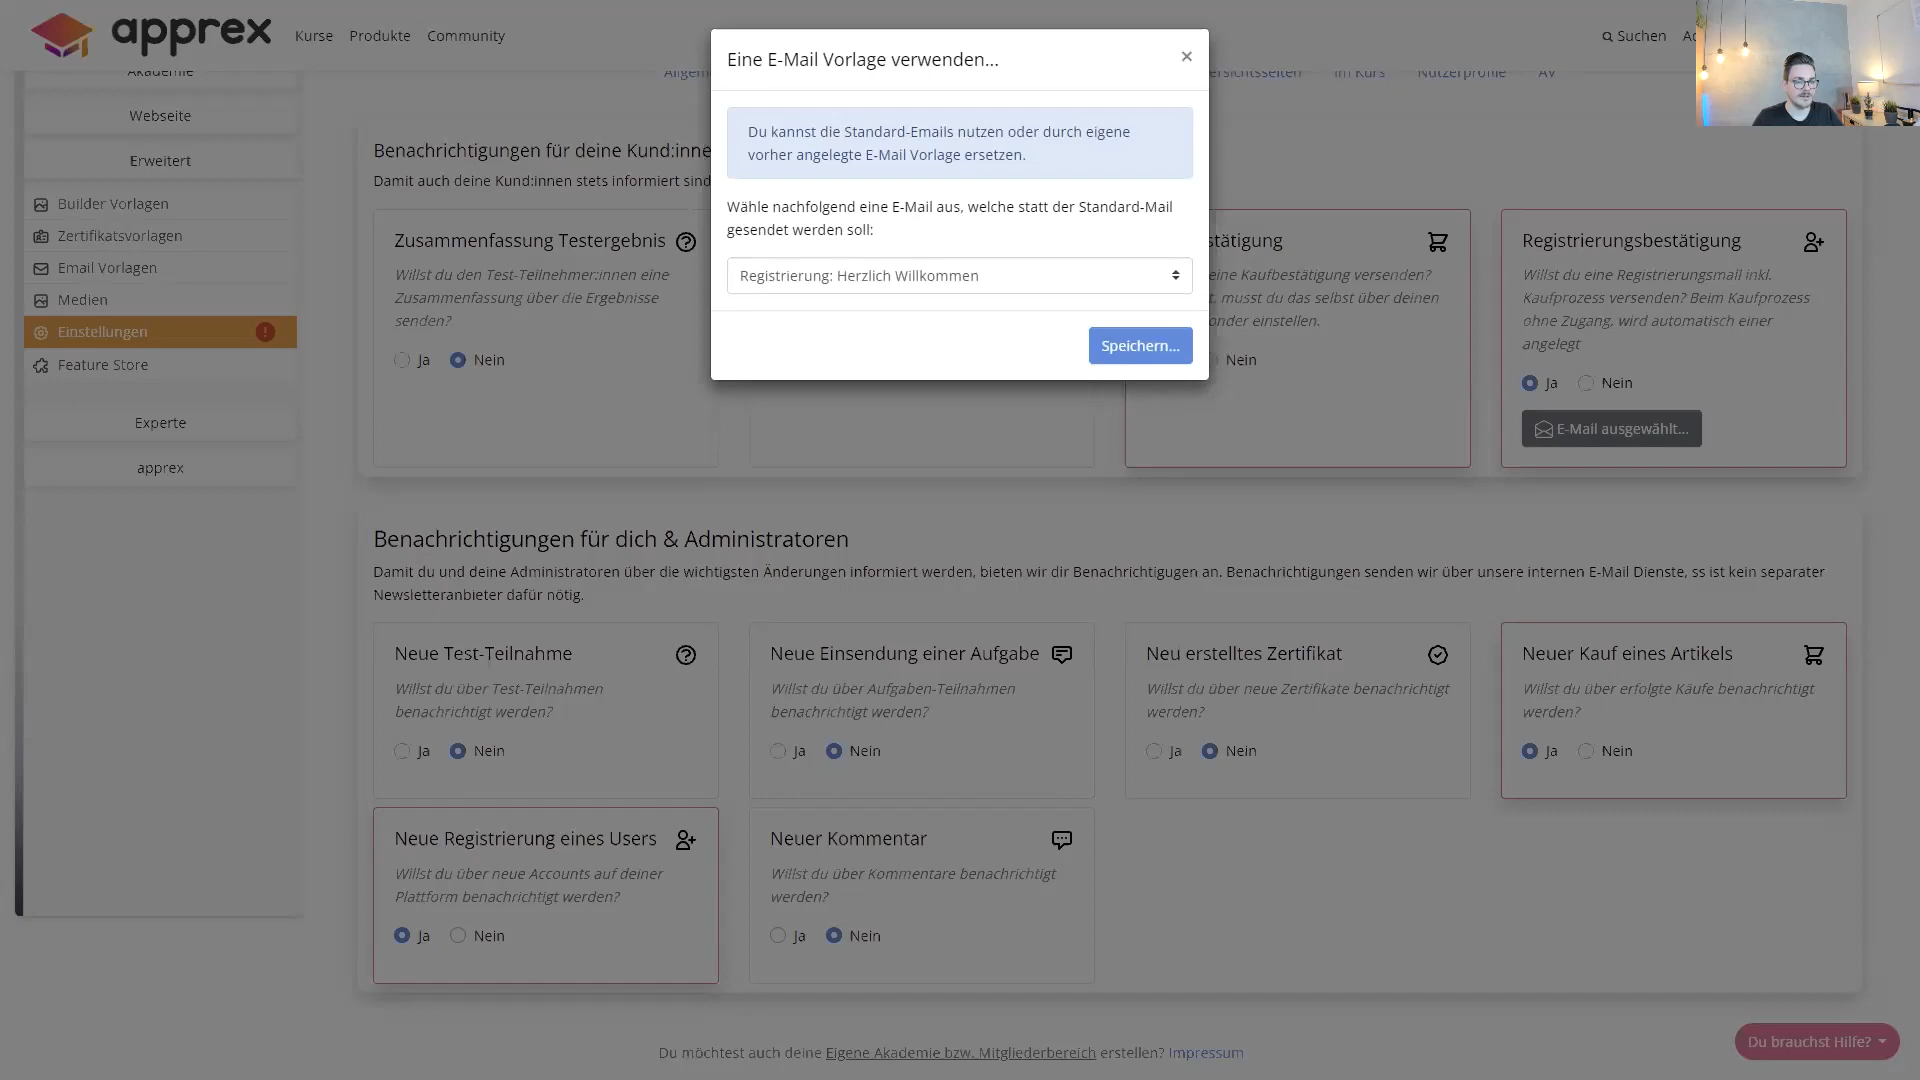 apprex
Kurse Produkte Community
Suchen
Akademie
Webseite
Erweitert
Builder Vorlagen
Zertifikatsvorlagen
Email Vorlagen
Medien
Einstellungen
Feature Store
Experte
apprex
Im Kurs Nutzerprofile AV
Benachrichtigungen für deine Kund:inne
Damit auch deine Kund:innen stets informiert sind
Zusammenfassung Testergebnis
Willst du den Test-Teilnehmer:innen eine
Zusammenfassung über die Ergebnisse
senden?
Ja Nein
Eine E-Mail Vorlage verwenden...
×
Du kannst die Standard-Emails nutzen oder durch eigene
vorher angelegte E-Mail Vorlage ersetzen.
Wähle nachfolgend eine E-Mail aus, welche statt der Standard-Mail
gesendet werden soll:
Registrierung: Herzlich Willkommen
Speichern...
stätigung
eine Kaufbestätigung versenden?
t, musst du das selbst über deinen
onder einstellen.
Nein
Registrierungsbestätigung
Willst du eine Registrierungsmail inkl.
Kaufprozess versenden? Beim Kaufprozess
ohne Zugang, wird automatisch einer
angelegt
Ja Nein
E-Mail ausgewählt...
Benachrichtigungen für dich & Administratoren
Damit du und deine Administratoren über die wichtigsten Änderungen informiert werden, bieten wir dir Benachrichtigugen an. Benachrichtigungen senden wir über unsere internen E-Mail Dienste, ss ist kein separater
Newsletteranbieter dafür nötig.
Neue Test-Teilnahme
Willst du über Test-Teilnahmen
benachrichtigt werden?
Ja Nein
Neue Einsendung einer Aufgabe
Willst du über Aufgaben-Teilnahmen
benachrichtigt werden?
Ja Nein
Neu erstelltes Zertifikat
Willst du über neue Zertifikate benachrichtigt
werden?
Ja Nein
Neuer Kauf eines Artikels
Willst du über erfolgte Käufe benachrichtigt
werden?
Ja Nein
Neue Registrierung eines Users
Willst du über neue Accounts auf deiner
Plattform benachrichtigt werden?
Ja Nein
Neuer Kommentar
Willst du über Kommentare benachrichtigt
werden?
Ja Nein
Du möchtest auch deine Eigene Akademie bzw. Mitgliederbereich erstellen? Impressum
Du brauchst Hilfe?